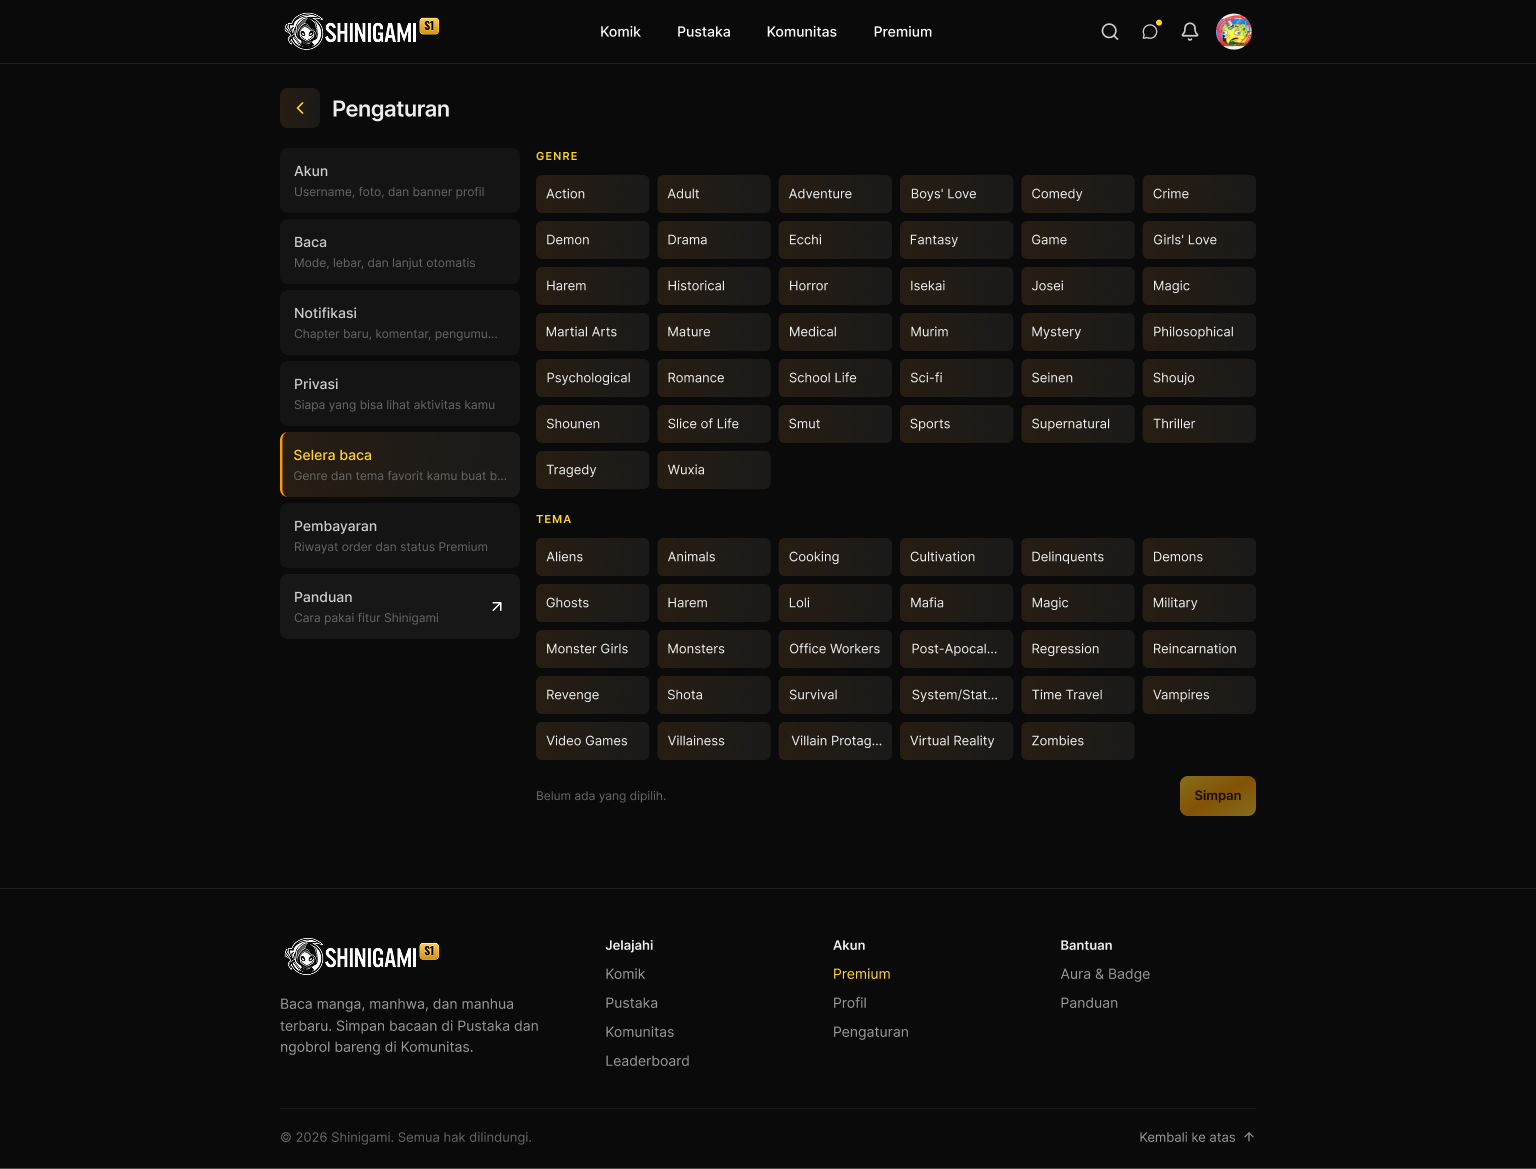 SHINIGAMI S1
Komik
Pustaka
Komunitas
Premium
Pengaturan
Akun
Username, foto, dan banner profil
Baca
Mode, lebar, dan lanjut otomatis
Notifikasi
Chapter baru, komentar, pengumu...
Privasi
Siapa yang bisa lihat aktivitas kamu
Selera baca
Genre dan tema favorit kamu buat b...
Pembayaran
Riwayat order dan status Premium
Panduan
Cara pakai fitur Shinigami
GENRE
Action
Adult
Adventure
Boys' Love
Comedy
Crime
Demon
Drama
Ecchi
Fantasy
Game
Girls' Love
Harem
Historical
Horror
Isekai
Josei
Magic
Martial Arts
Mature
Medical
Murim
Mystery
Philosophical
Psychological
Romance
School Life
Sci-fi
Seinen
Shoujo
Shounen
Slice of Life
Smut
Sports
Supernatural
Thriller
Tragedy
Wuxia
TEMA
Aliens
Animals
Cooking
Cultivation
Delinquents
Demons
Ghosts
Harem
Loli
Mafia
Magic
Military
Monster Girls
Monsters
Office Workers
Post-Apocal...
Regression
Reincarnation
Revenge
Shota
Survival
System/Stat...
Time Travel
Vampires
Video Games
Villainess
Villain Protag...
Virtual Reality
Zombies
Belum ada yang dipilih.
Simpan
SHINIGAMI S1
Baca manga, manhwa, dan manhua
terbaru. Simpan bacaan di Pustaka dan
ngobrol bareng di Komunitas.
Jelajahi
Komik
Pustaka
Komunitas
Leaderboard
Akun
Premium
Profil
Pengaturan
Bantuan
Aura & Badge
Panduan
© 2026 Shinigami. Semua hak dilindungi.
Kembali ke atas ↑